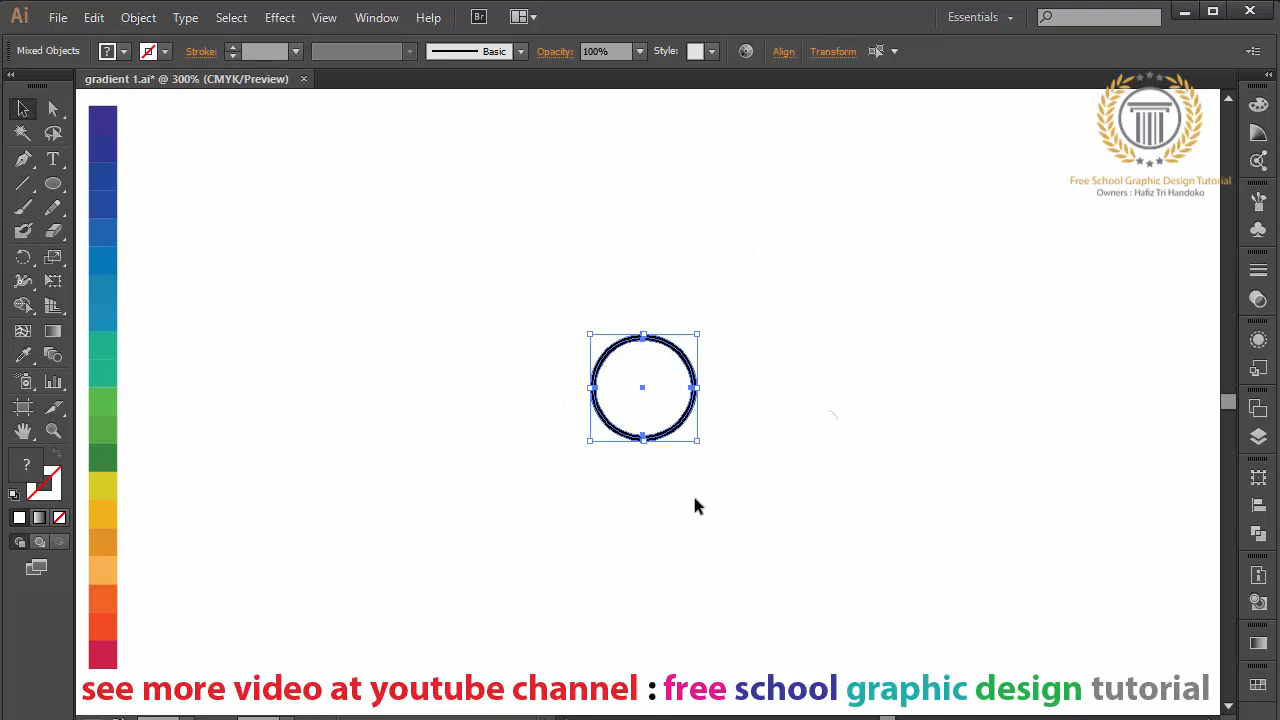 Ai File Edit Object Type Select Effect View Window Help Br Essentials
Mixed Objects ? Stroke: Basic Opacity: 100% Style: Align Transform
gradient 1.ai* @ 300% (CMYK/Preview) ×
Free School Graphic Design Tutorial
Owners : Hafiz Tri Handoko
T
?
see more video at youtube channel : free school graphic design tutorial